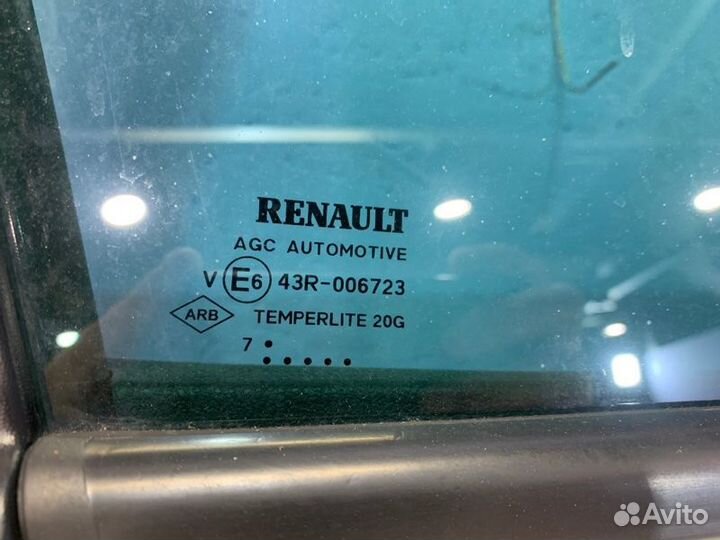 RENAULT
AGC AUTOMOTIVE
V E6 43R-006723
ARB TEMPERLITE 20G
7
Avito